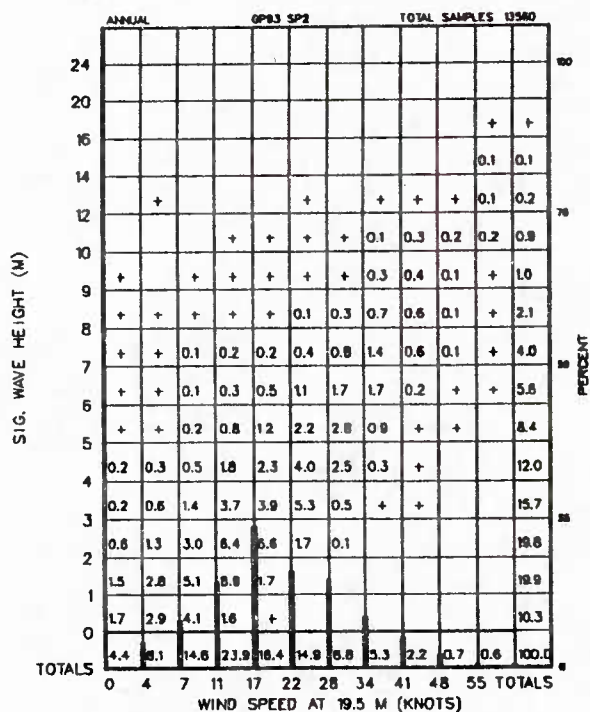 ANNUAL SP2 TOTAL SAMPLES
24 100
20
+ +
16
0.1 0.1
14
+ + + + + 0.1 0.2
12 70
+ + + + 0.1 0.3 0.2 0.2 0.9
10
+ + + + + + 0.3 0.4 0.1 + 1.0
9
+ + + + + 0.1 0.3 0.7 0.6 0.1 + 2.1
8
+ + 0.1 0.2 0.2 0.4 0.8 1.4 0.6 0.1 + 4.0
7
+ + 0.1 0.3 0.5 1.1 1.7 1.7 0.2 + + 5.6
6
+ + 0.2 0.8 1.2 2.2 2.8 0.9 + + 8.4
5
0.2 0.3 0.5 1.8 2.3 4.0 2.5 0.3 + 12.0
4
0.2 0.6 1.4 3.7 3.9 5.3 0.5 + + 15.7
3
0.6 1.3 3.0 6.4 6.6 1.7 0.1 19.8
2
1.5 2.8 5.1 8.8 1.7 19.9
1
1.7 2.9 4.1 1.6 + 10.3
0
4.4 8.1 14.6 23.9 16.4 14.9 8.8 5.3 2.2 0.7 0.6 100.0
TOTALS 0
0 4 7 11 17 22 28 34 41 48 55 TOTALS
WIND SPEED AT 19.5 M (KNOTS)
SIG. WAVE HEIGHT (M)
PERCENT